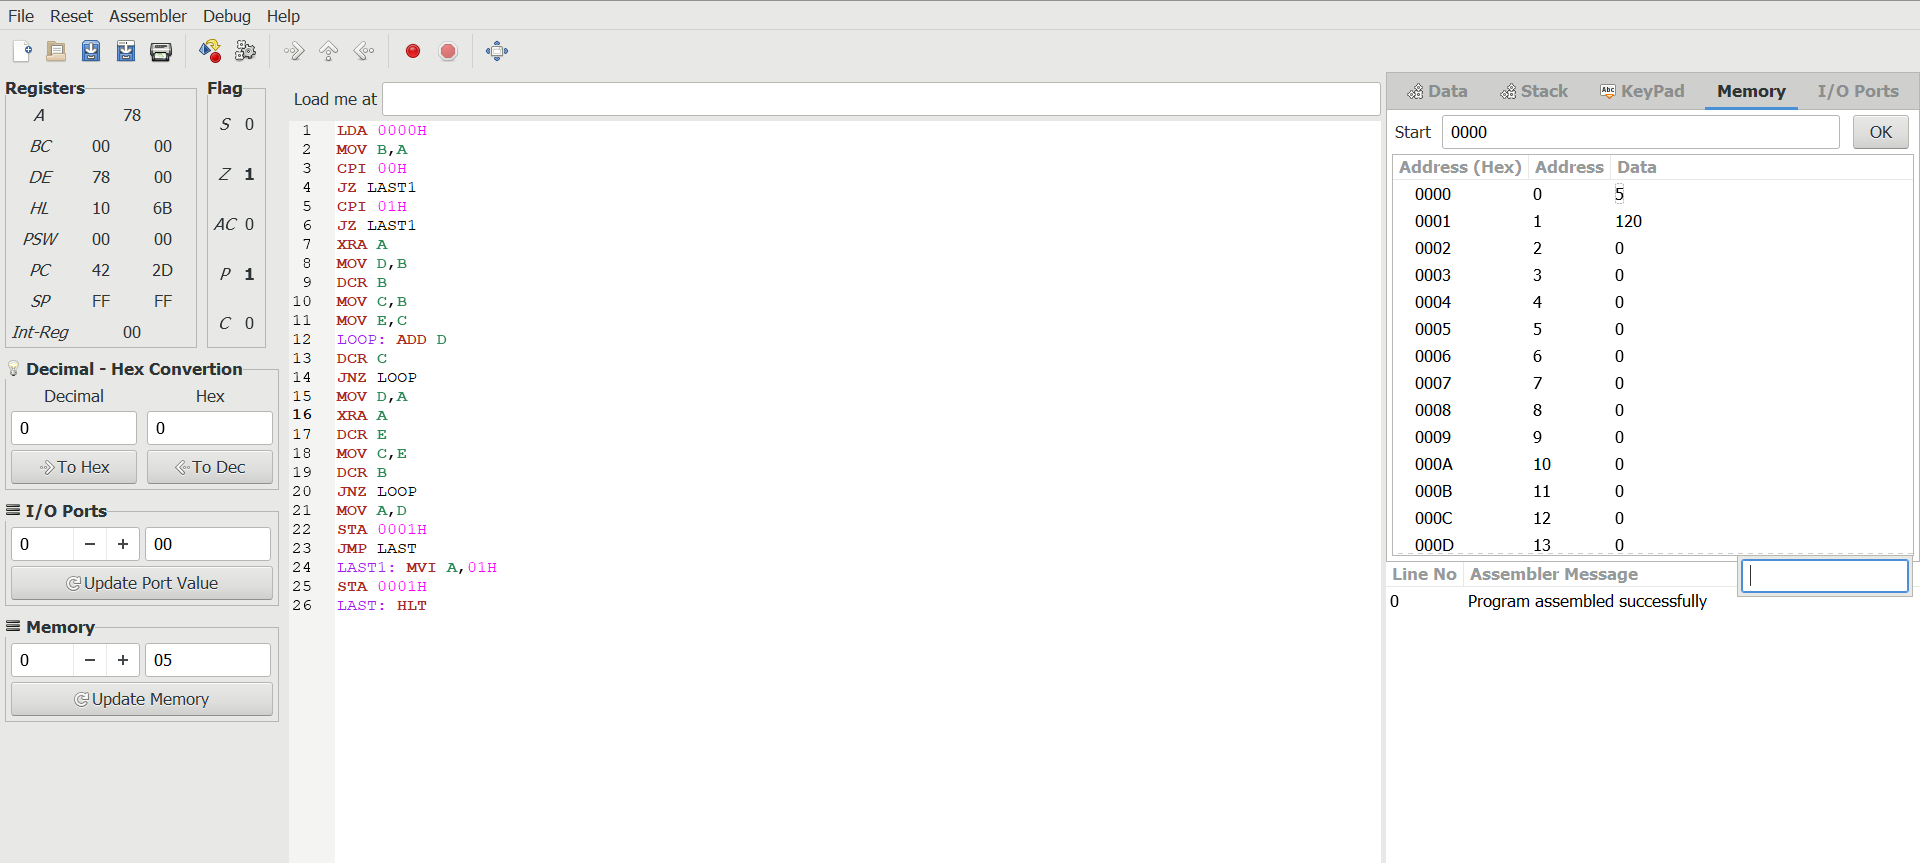 File Reset Assembler Debug Help
Registers
A 78
BC 00 00
DE 78 00
HL 10 6B
PSW 00 00
PC 42 2D
SP FF FF
Int-Reg 00
Flag
S 0
Z 1
AC 0
P 1
C 0
Decimal - Hex Convertion
Decimal Hex
0 0
To Hex To Dec
I/O Ports
0 − + 00
Update Port Value
Memory
0 − + 05
Update Memory
Load me at
1 LDA 0000H
2 MOV B,A
3 CPI 00H
4 JZ LAST1
5 CPI 01H
6 JZ LAST1
7 XRA A
8 MOV D,B
9 DCR B
10 MOV C,B
11 MOV E,C
12 LOOP: ADD D
13 DCR C
14 JNZ LOOP
15 MOV D,A
16 XRA A
17 DCR E
18 MOV C,E
19 DCR B
20 JNZ LOOP
21 MOV A,D
22 STA 0001H
23 JMP LAST
24 LAST1: MVI A,01H
25 STA 0001H
26 LAST: HLT
Data Stack Abc KeyPad Memory I/O Ports
Start 0000 OK
Address (Hex) Address Data
0000 0 5
0001 1 120
0002 2 0
0003 3 0
0004 4 0
0005 5 0
0006 6 0
0007 7 0
0008 8 0
0009 9 0
000A 10 0
000B 11 0
000C 12 0
000D 13 0
Line No Assembler Message
0 Program assembled successfully